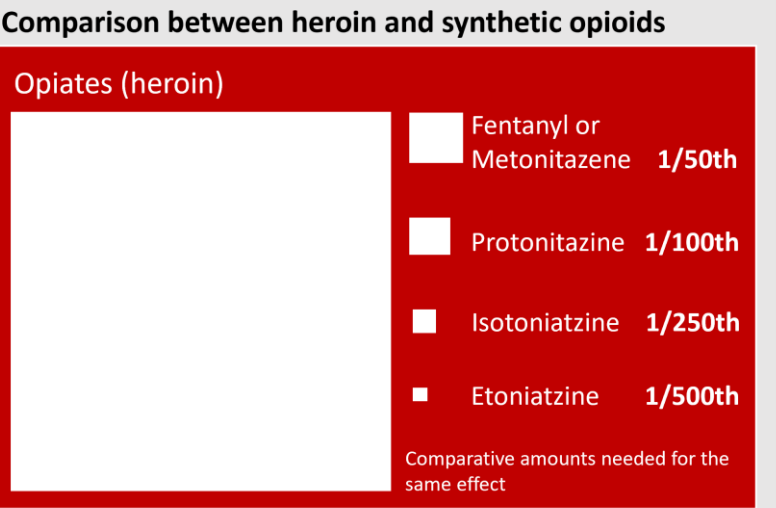 Comparison between heroin and synthetic opioids
Opiates (heroin)
Fentanyl or
Metonitazene 1/50th
Protonitazine 1/100th
Isotoniatzine 1/250th
Etoniatzine 1/500th
Comparative amounts needed for the
same effect